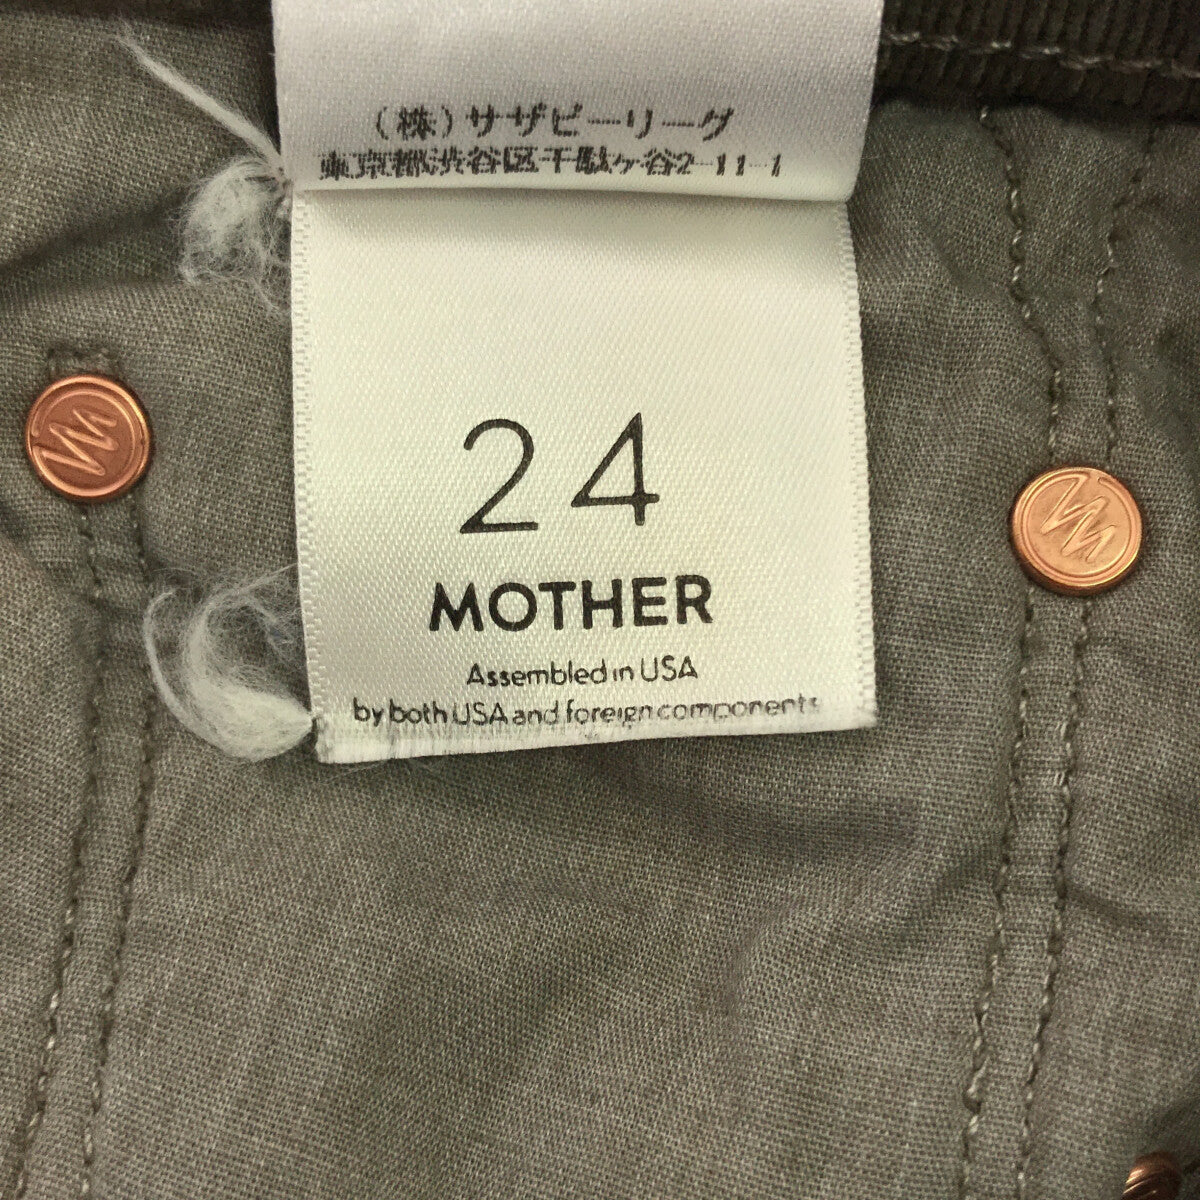 (株)サザビーリーグ
東京都渋谷区千駄ヶ谷2-11-1
24
MOTHER
Assembled in USA
by both USA and foreign components